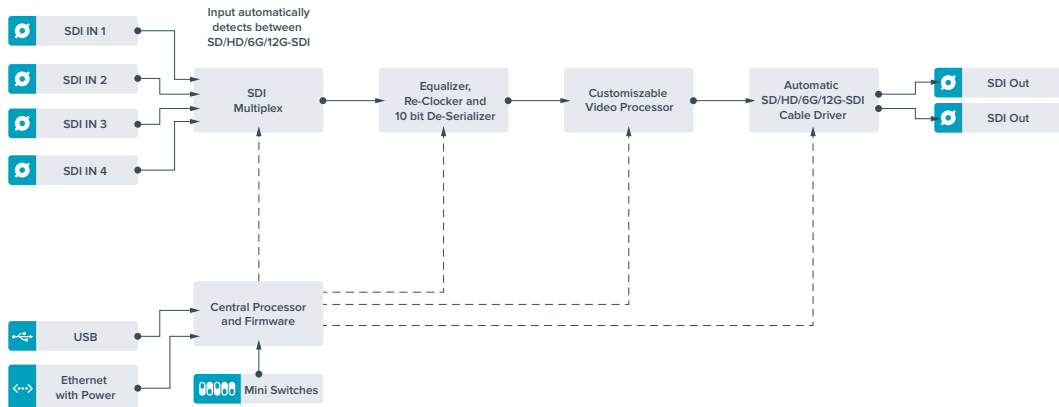 Input automatically
detects between
SD/HD/6G/12G-SDI
SDI IN 1
SDI IN 2
SDI IN 3
SDI IN 4
SDI
Multiplex
Equalizer,
Re-Clocker and
10 bit De-Serializer
Customiszable
Video Processor
Automatic
SD/HD/6G/12G-SDI
Cable Driver
SDI Out
SDI Out
Central Processor
and Firmware
USB
Ethernet
with Power
Mini Switches